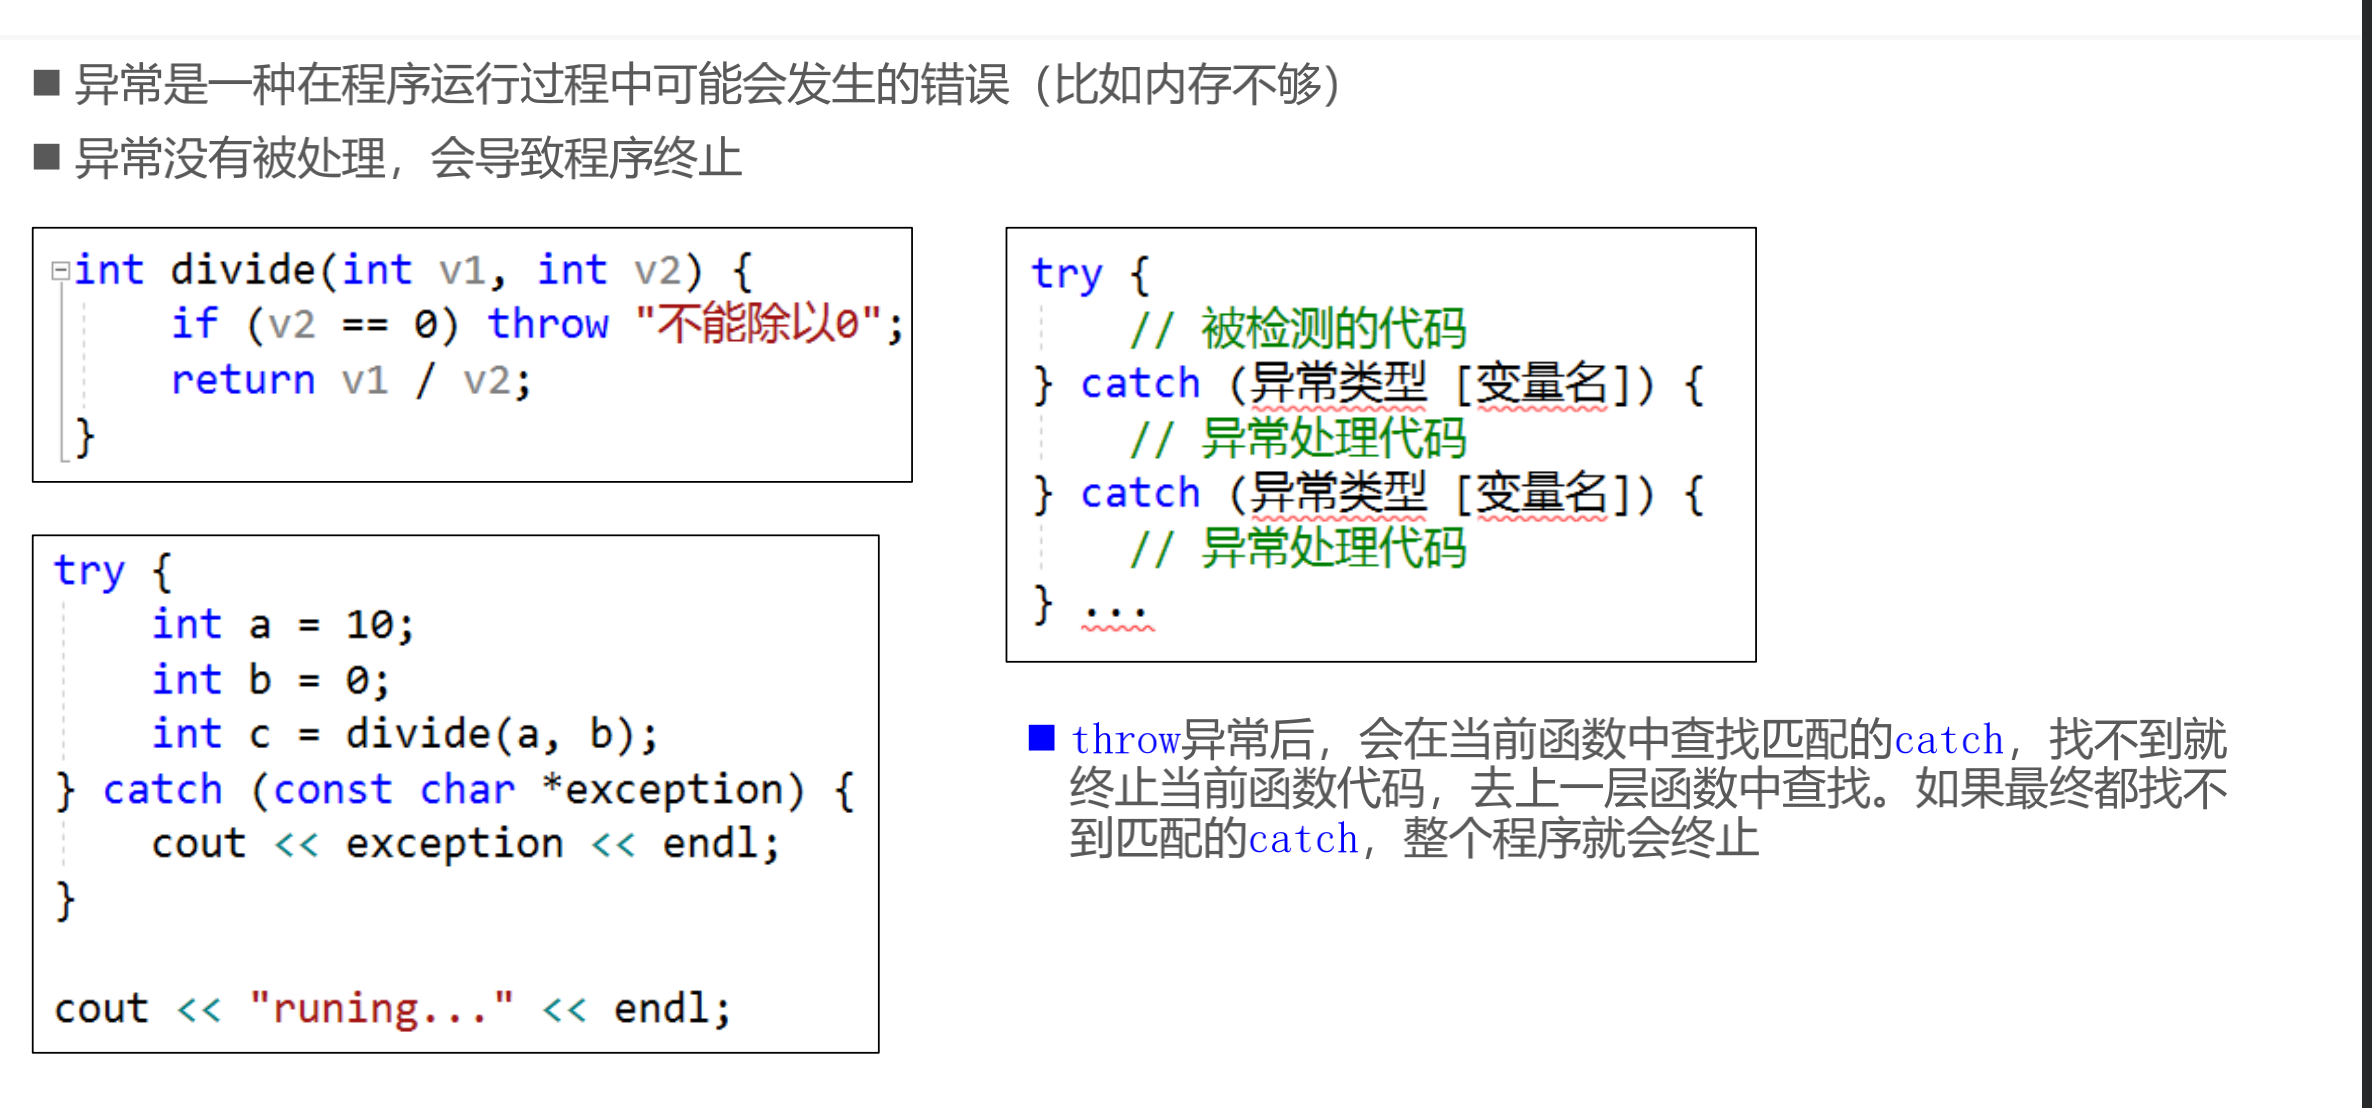 ■ 异常是一种在程序运行过程中可能会发生的错误（比如内存不够）
■ 异常没有被处理，会导致程序终止
int divide(int v1, int v2) {
    if (v2 == 0) throw "不能除以0";
    return v1 / v2;
}
try {
    int a = 10;
    int b = 0;
    int c = divide(a, b);
} catch (const char *exception) {
    cout << exception << endl;
}
cout << "runing..." << endl;
try {
    // 被检测的代码
} catch (异常类型 [变量名]) {
    // 异常处理代码
} catch (异常类型 [变量名]) {
    // 异常处理代码
} ...
■ throw异常后，会在当前函数中查找匹配的catch，找不到就
终止当前函数代码，去上一层函数中查找。如果最终都找不
到匹配的catch，整个程序就会终止